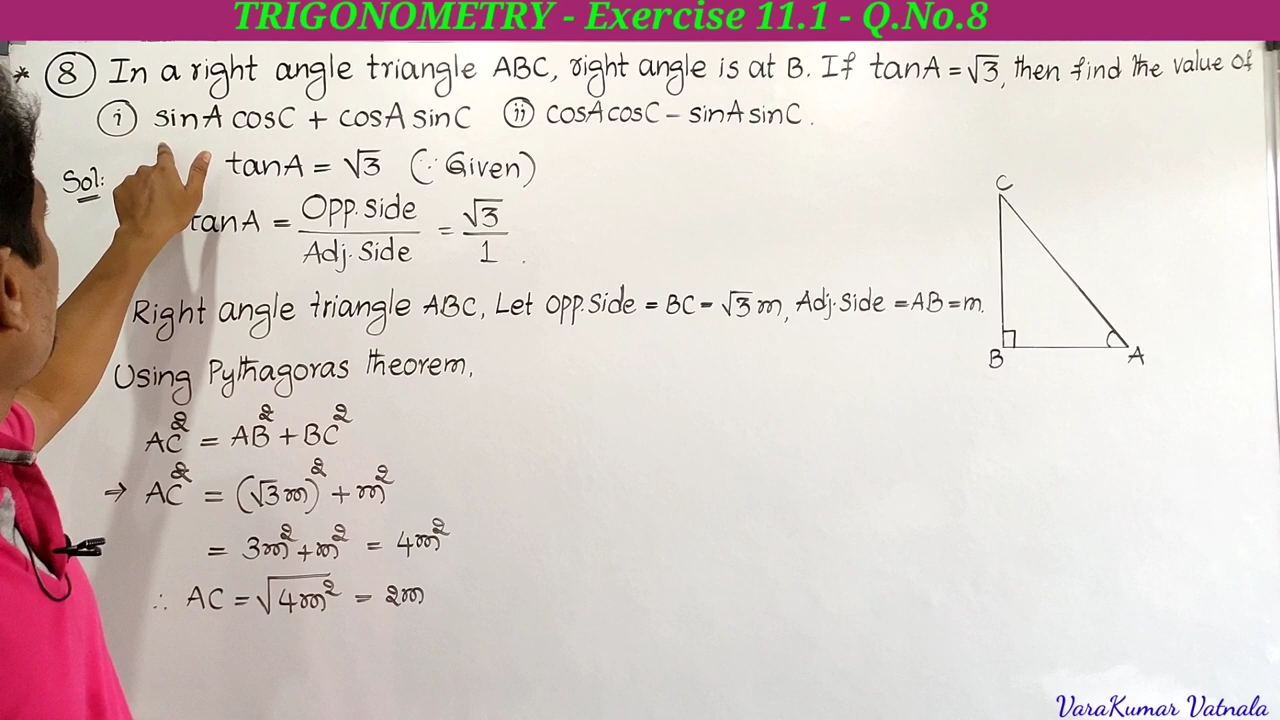 TRIGONOMETRY - Exercise 11.1 - Q.No.8
* 8 In a right angle triangle ABC, right angle is at B. If tanA = √3, then find the value of
i sinA cosC + cosA sinC ii cosA cosC - sinA sinC.
Sol: tanA = √3 (∵ Given)
tanA = Opp.side / Adj.side = √3 / 1.
Right angle triangle ABC, Let Opp.Side = BC = √3m, Adj.Side = AB = m.
Using Pythagoras theorem,
AC² = AB² + BC²
⇒ AC² = (√3m)² + m²
= 3m² + m² = 4m²
∴ AC = √4m² = 2m
C
B A
VaraKumar Vatnala